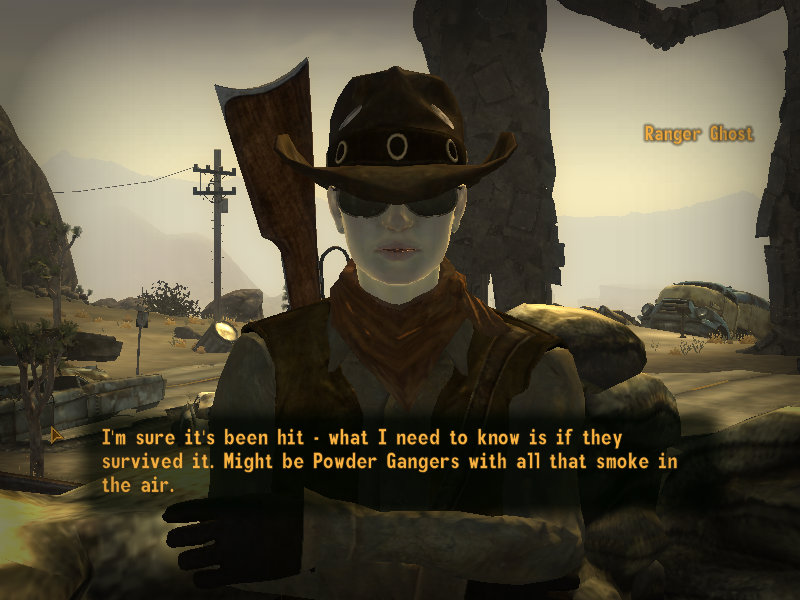 Ranger Ghost
I'm sure it's been hit - what I need to know is if they
survived it. Might be Powder Gangers with all that smoke in
the air.